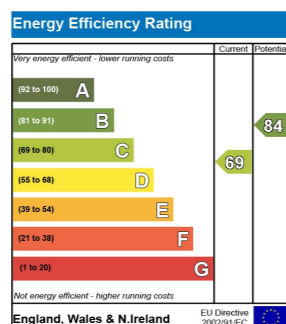 Energy Efficiency Rating
Current Potential
Very energy efficient - lower running costs
(92 to 100) A
(81 to 91) B
84
(69 to 80) C
69
(55 to 68) D
(39 to 54) E
(21 to 38) F
(1 to 20) G
Not energy efficient - higher running costs
England, Wales & N.Ireland
EU Directive
2002/91/EC